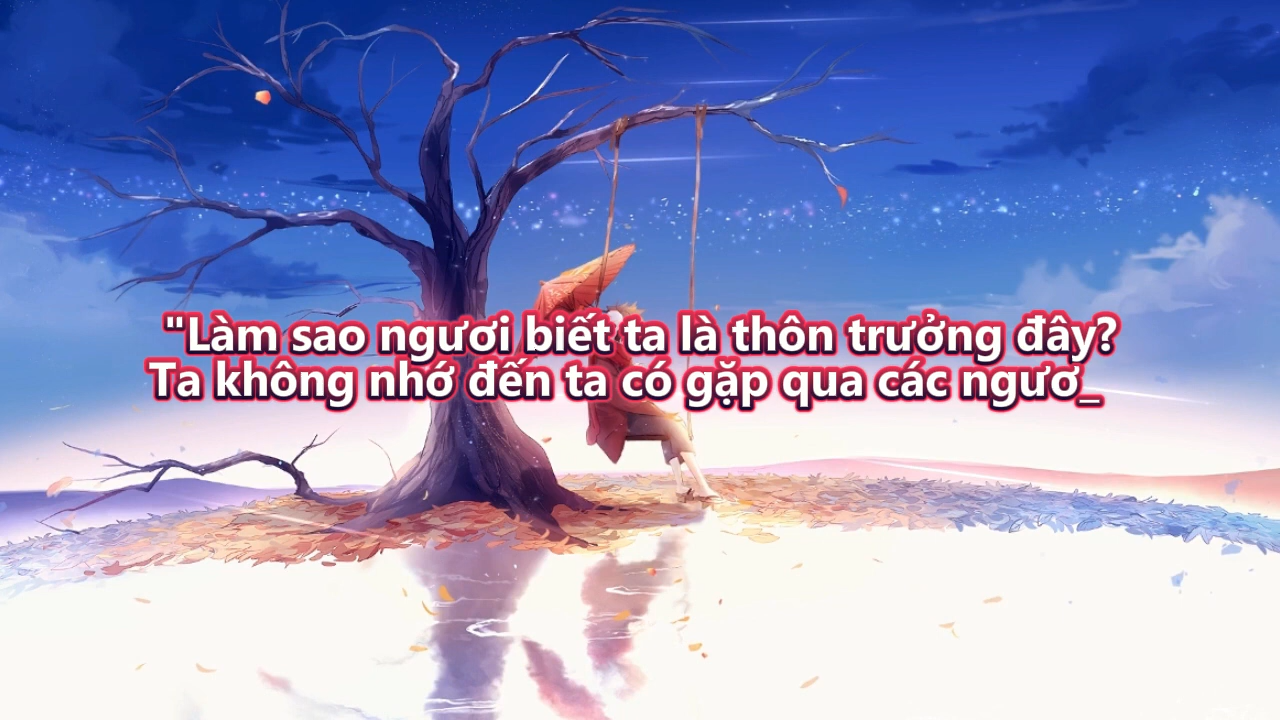 "Làm sao ngươi biết ta là thôn trưởng đây?
Ta không nhớ đến ta có gặp qua các ngươ_